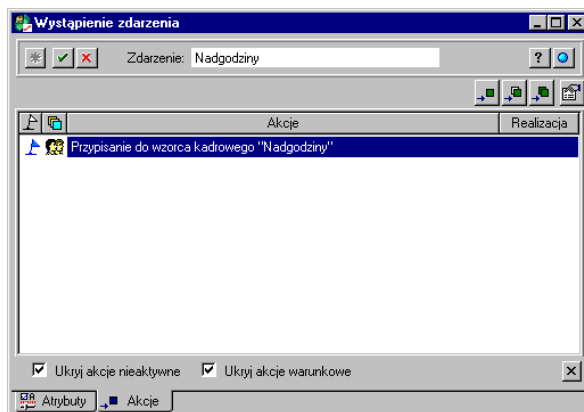 Wystąpienie zdarzenia
Zdarzenie: Nadgodziny
Akcje Realizacja
Przypisanie do wzorca kadrowego "Nadgodziny"
Ukryj akcje nieaktywne Ukryj akcje warunkowe
Atrybuty Akcje